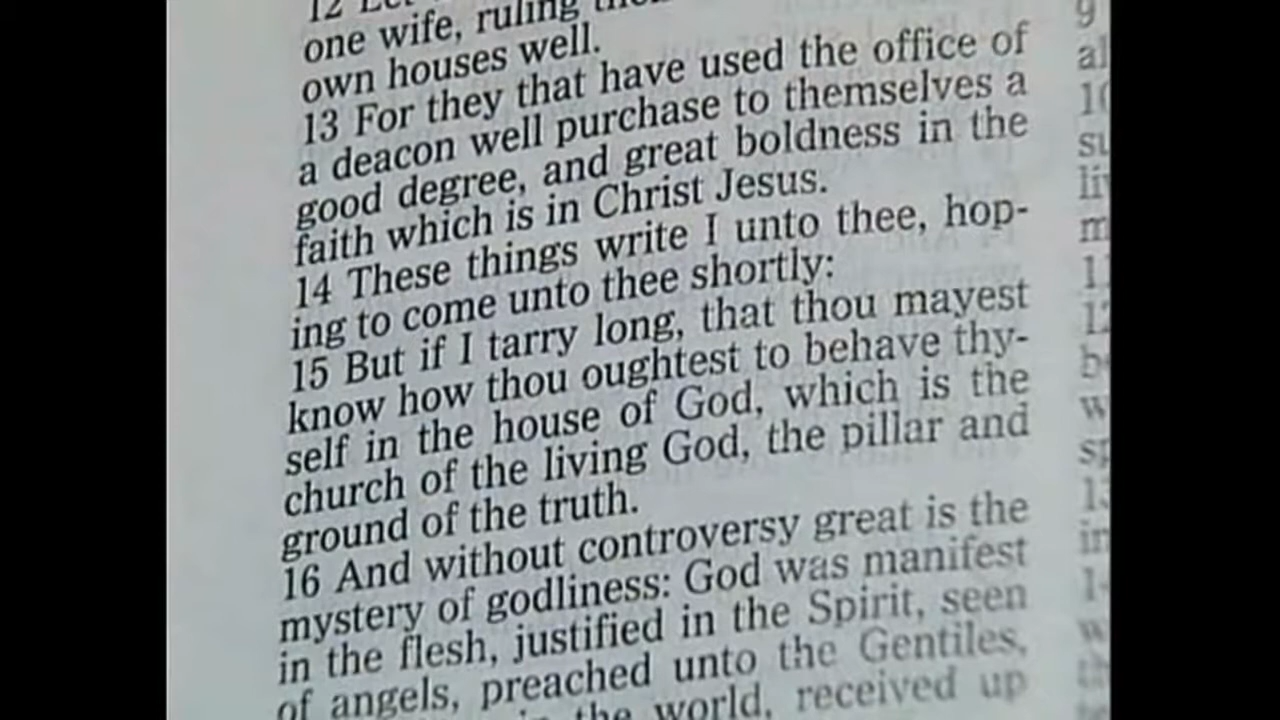 12
one wife, ruling
own houses well.
13 For they that have used the office of
a deacon well purchase to themselves a
good degree, and great boldness in the
faith which is in Christ Jesus.
14 These things write I unto thee, hop-
ing to come unto thee shortly:
15 But if I tarry long, that thou mayest
know how thou oughtest to behave thy-
self in the house of God, which is the
church of the living God, the pillar and
ground of the truth.
16 And without controversy great is the
mystery of godliness: God was manifest
in the flesh, justified in the Spirit, seen
of angels, preached unto the Gentiles,
in the world, received up